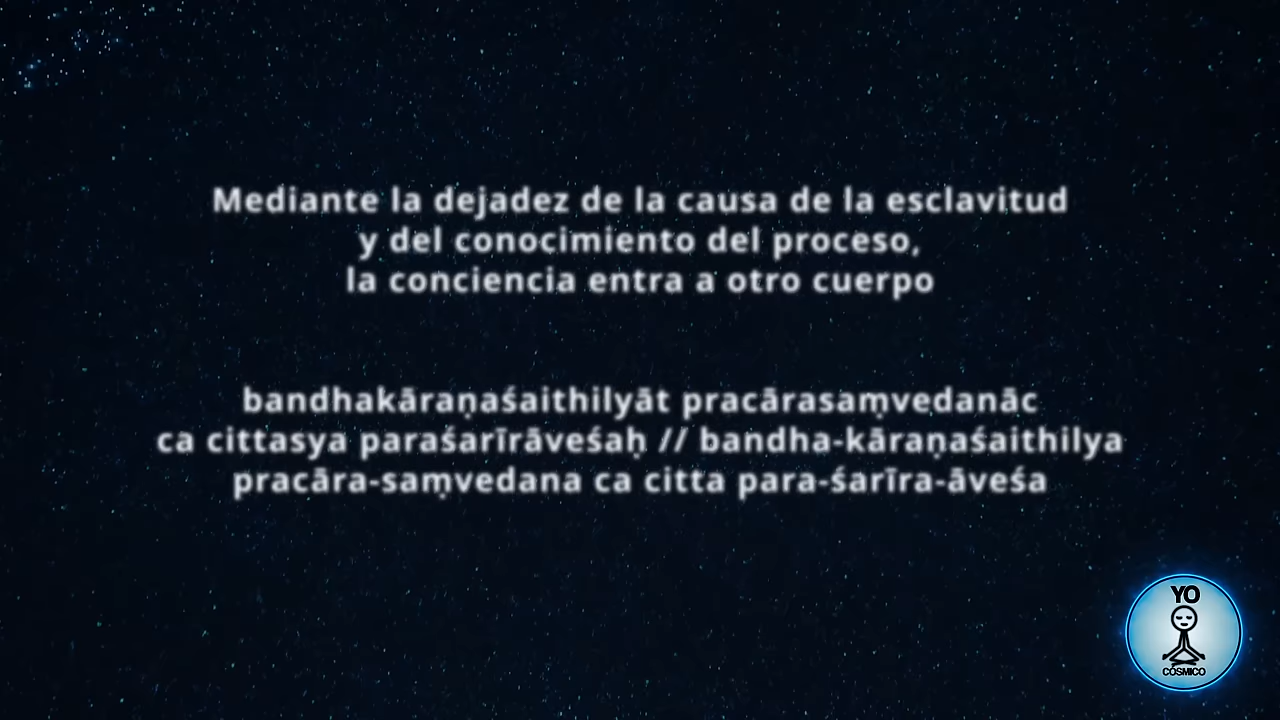 Mediante la dejadez de la causa de la esclavitud
y del conocimiento del proceso,
la conciencia entra a otro cuerpo
bandhakāraṇaśaithilyāt pracārasaṃvedanāc
ca cittasya paraśarīrāveśaḥ // bandha-kāraṇaśaithilya
pracāra-saṃvedana ca citta para-śarīra-āveśa
YO
CÓSMICO